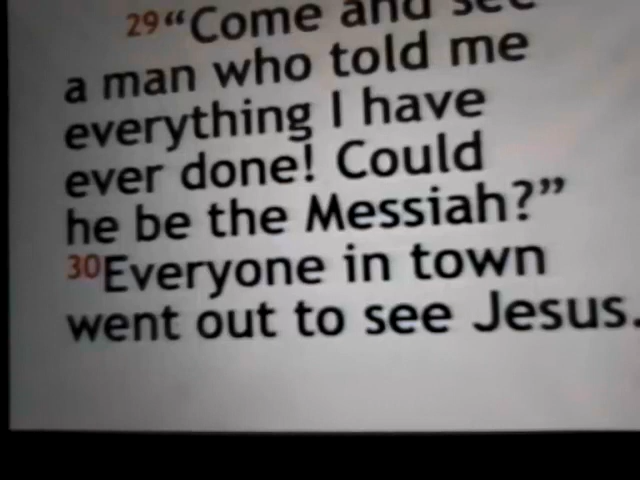 29“Come and see
a man who told me
everything I have
ever done! Could
he be the Messiah?”
30Everyone in town
went out to see Jesus.